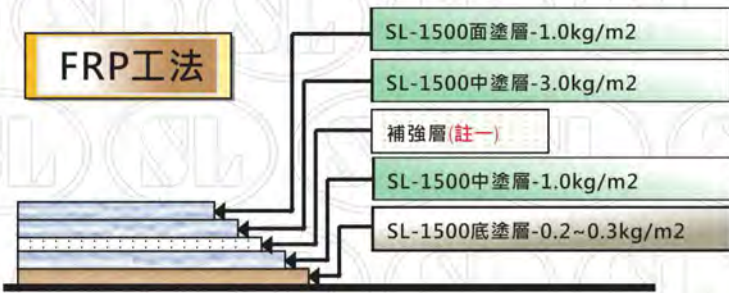 FRP工法
SL-1500面塗層-1.0kg/m2
SL-1500中塗層-3.0kg/m2
補強層(註一)
SL-1500中塗層-1.0kg/m2
SL-1500底塗層-0.2~0.3kg/m2